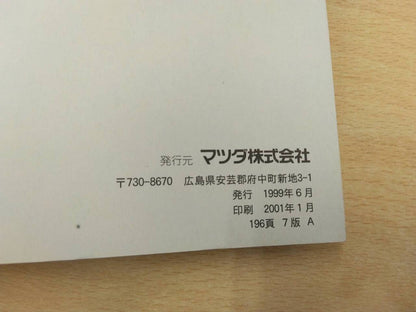 発行元 マツダ株式会社
〒730-8670 広島県安芸郡府中町新地3-1
発行 1999年6月
印刷 2001年1月
196頁 7版 A